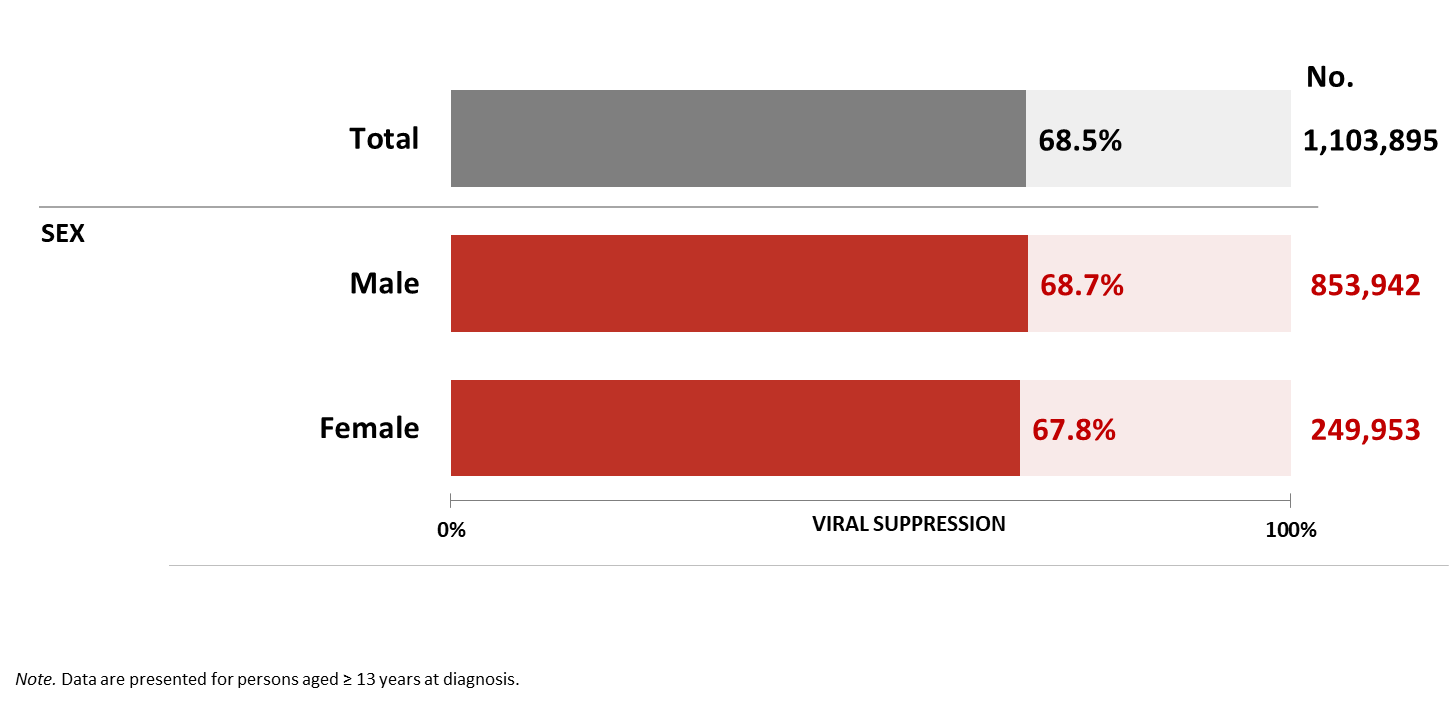 No.
Total 68.5% 1,103,895
SEX
Male 68.7% 853,942
Female 67.8% 249,953
0% VIRAL SUPPRESSION 100%
Note. Data are presented for persons aged ≥ 13 years at diagnosis.